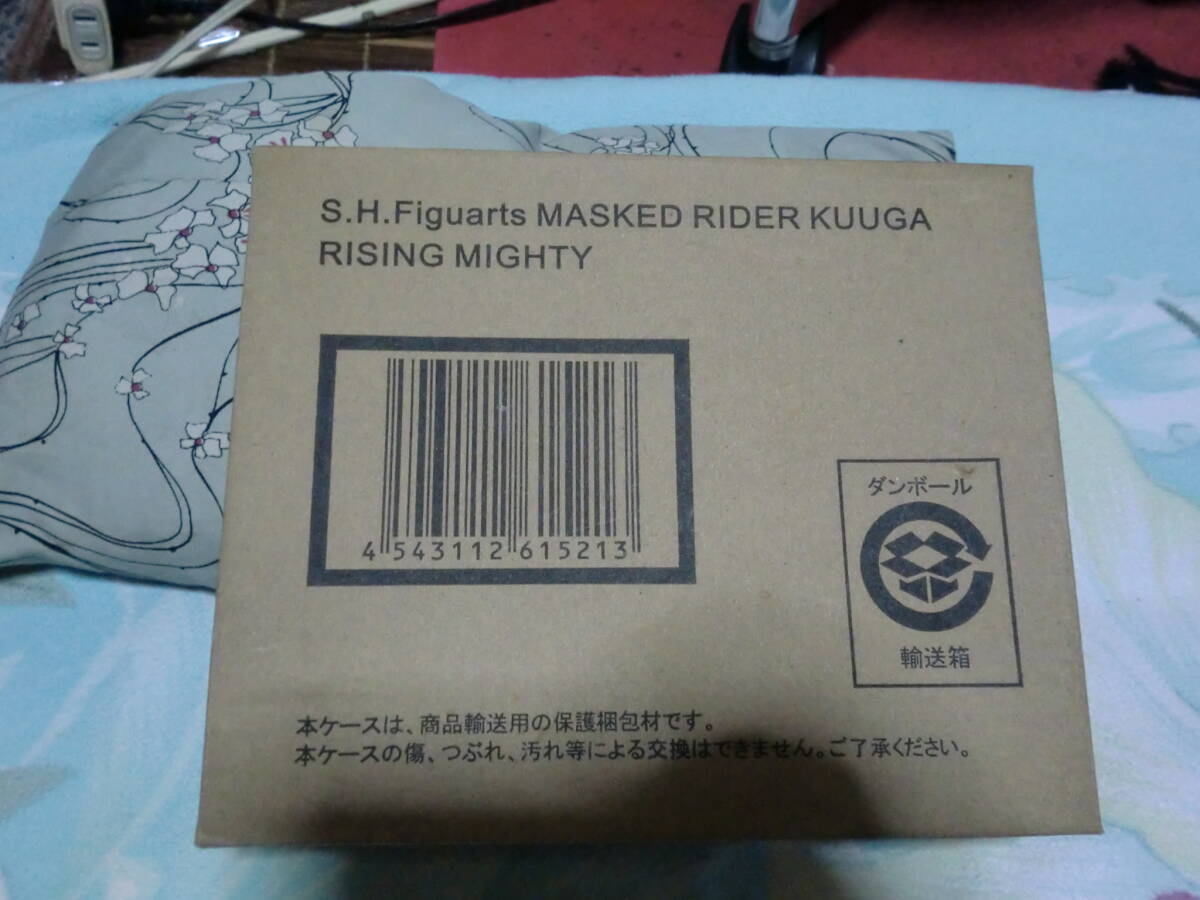 S.H.Figuarts MASKED RIDER KUUGA
RISING MIGHTY
4 543112 615213
ダンボール
輸送箱
本ケースは、商品輸送用の保護梱包材です。
本ケースの傷、つぶれ、汚れ等による交換はできません。ご了承ください。